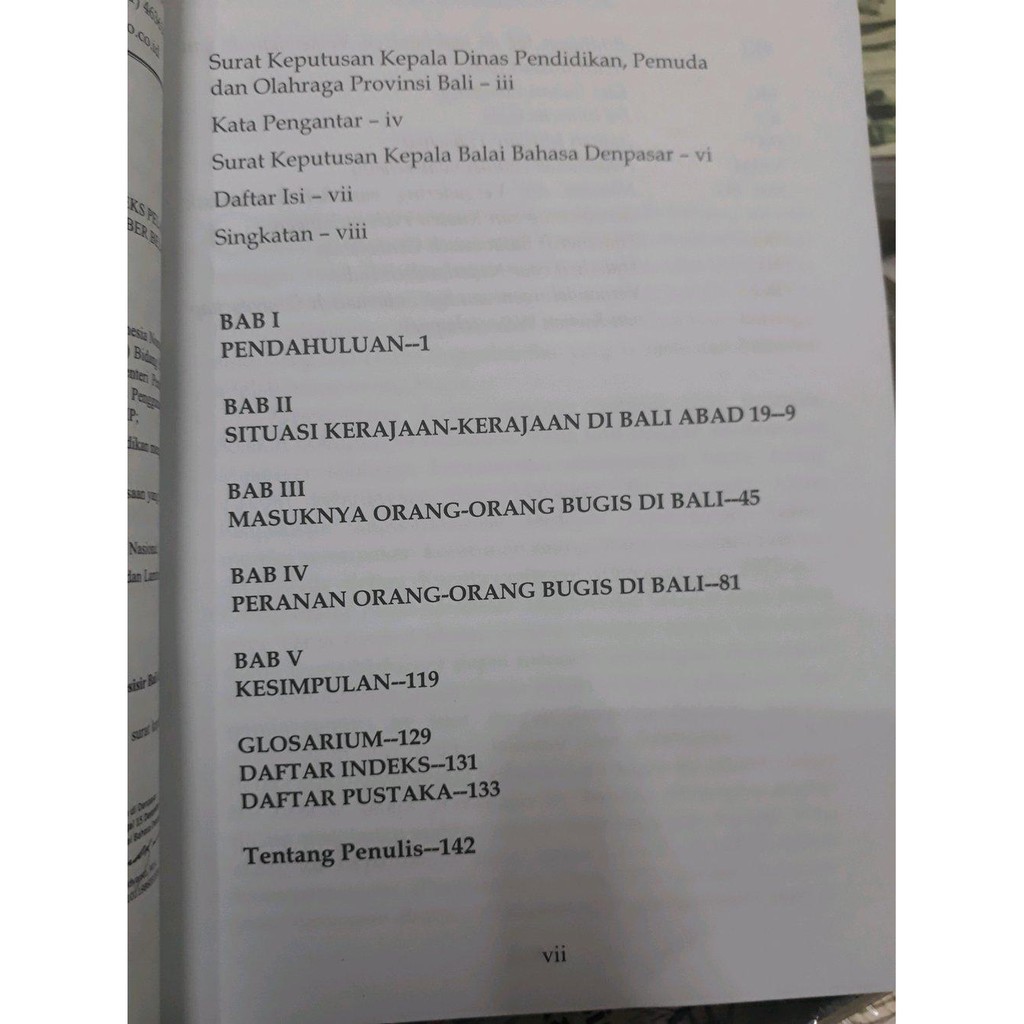 Surat Keputusan Kepala Dinas Pendidikan, Pemuda
dan Olahraga Provinsi Bali – iii
Kata Pengantar – iv
Surat Keputusan Kepala Balai Bahasa Denpasar – vi
Daftar Isi – vii
Singkatan – viii
BAB I
PENDAHULUAN--1
BAB II
SITUASI KERAJAAN-KERAJAAN DI BALI ABAD 19--9
BAB III
MASUKNYA ORANG-ORANG BUGIS DI BALI--45
BAB IV
PERANAN ORANG-ORANG BUGIS DI BALI--81
BAB V
KESIMPULAN--119
GLOSARIUM--129
DAFTAR INDEKS--131
DAFTAR PUSTAKA--133
Tentang Penulis--142
vii